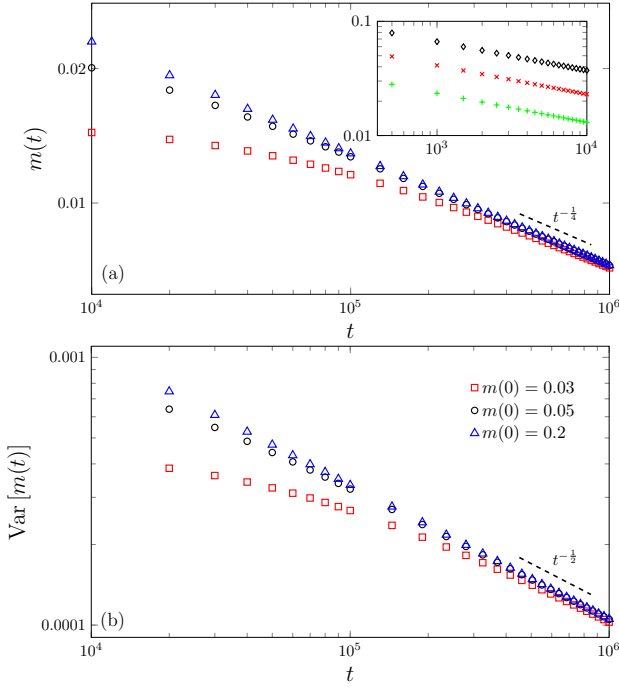 0.1
0.01
10^3
10^4
0.02
0.01
m(t)
t^{-\frac{1}{4}}
(a)
10^4
10^5
10^6
t
0.001
0.0001
Var [m(t)]
m(0) = 0.03
m(0) = 0.05
m(0) = 0.2
t^{-\frac{1}{2}}
(b)
10^4
10^5
10^6
t